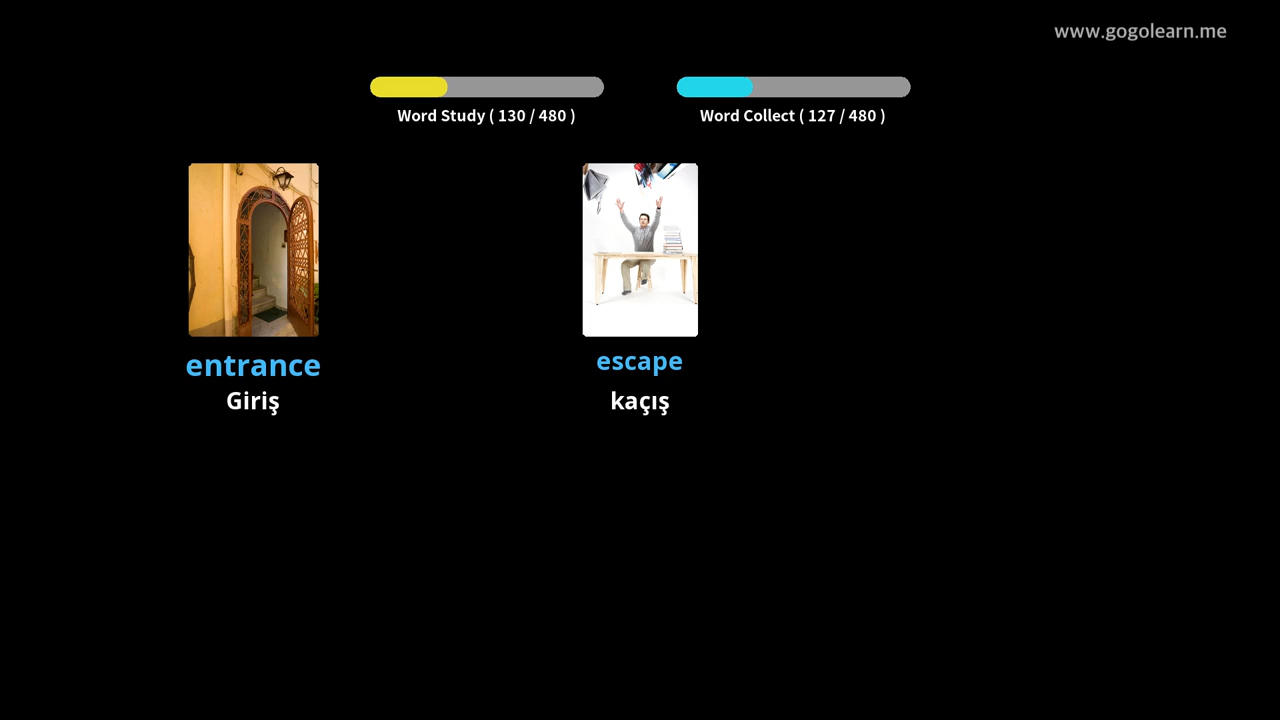 www.gogolearn.me
Word Study ( 130 / 480 )
Word Collect ( 127 / 480 )
entrance
Giriş
escape
kaçış